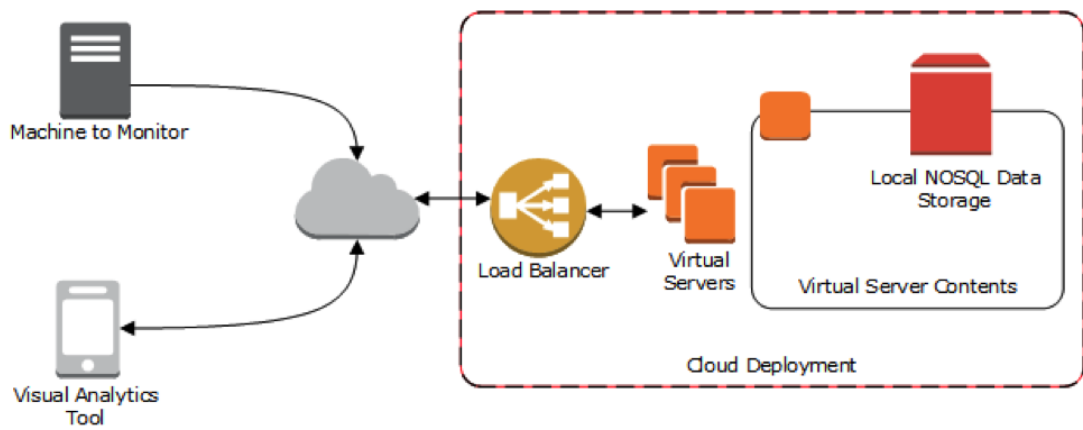 Machine to Monitor
Visual Analytics
Tool
Load Balancer
Virtual
Servers
Local NOSQL Data
Storage
Virtual Server Contents
Cloud Deployment